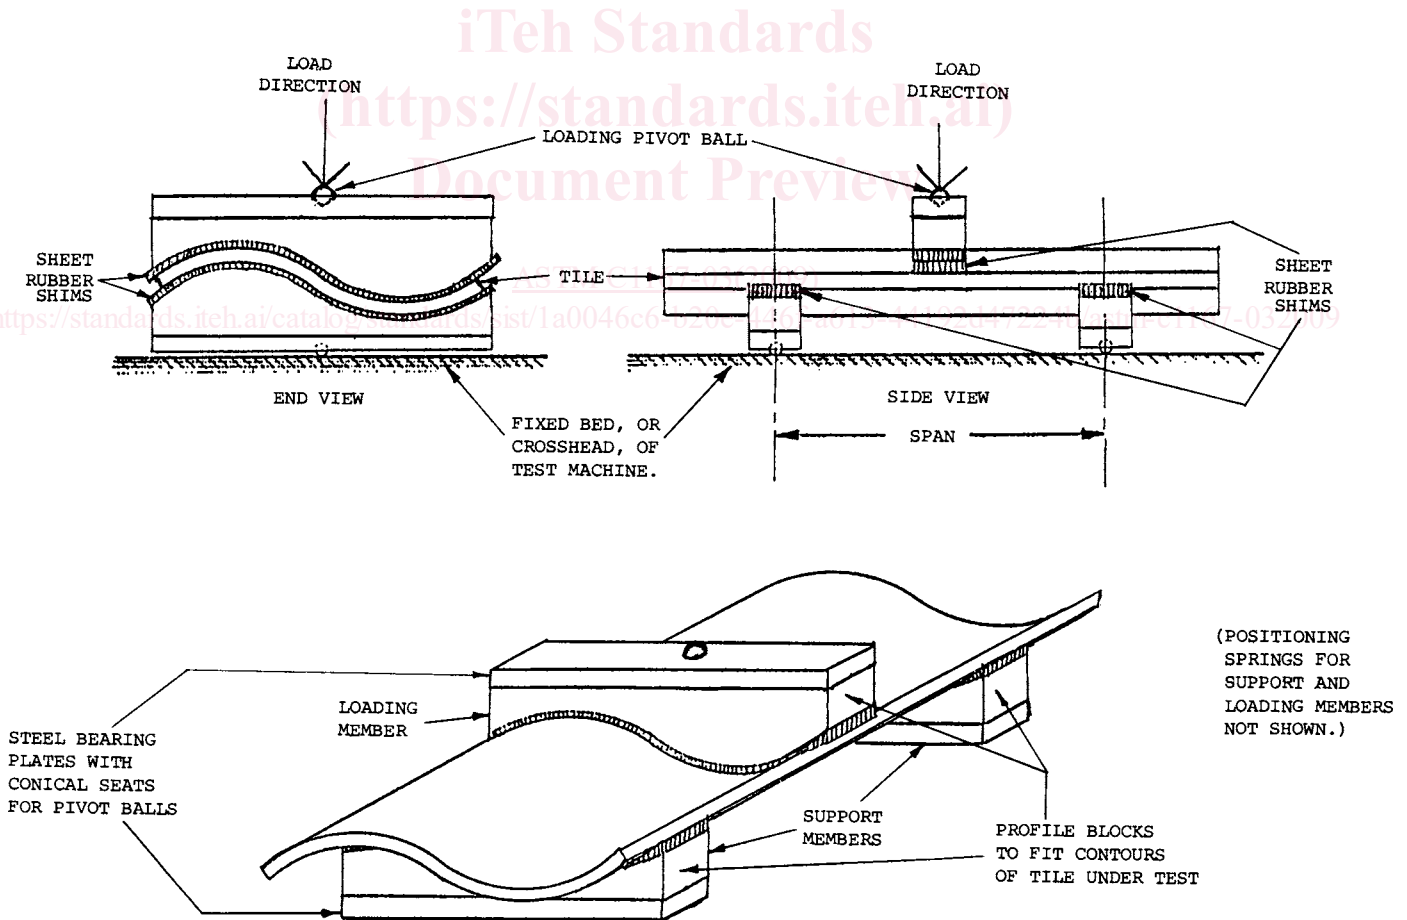 iTeh Standards
(https://standards.iteh.ai)
Document Preview
LOAD
DIRECTION
LOAD
DIRECTION
LOADING PIVOT BALL
SHEET
RUBBER
SHIMS
TILE
SHEET
RUBBER
SHIMS
END VIEW
SIDE VIEW
FIXED BED, OR
CROSSHEAD, OF
TEST MACHINE.
SPAN
(POSITIONING
SPRINGS FOR
SUPPORT AND
LOADING MEMBERS
NOT SHOWN.)
LOADING
MEMBER
STEEL BEARING
PLATES WITH
CONICAL SEATS
FOR PIVOT BALLS
SUPPORT
MEMBERS
PROFILE BLOCKS
TO FIT CONTOURS
OF TILE UNDER TEST